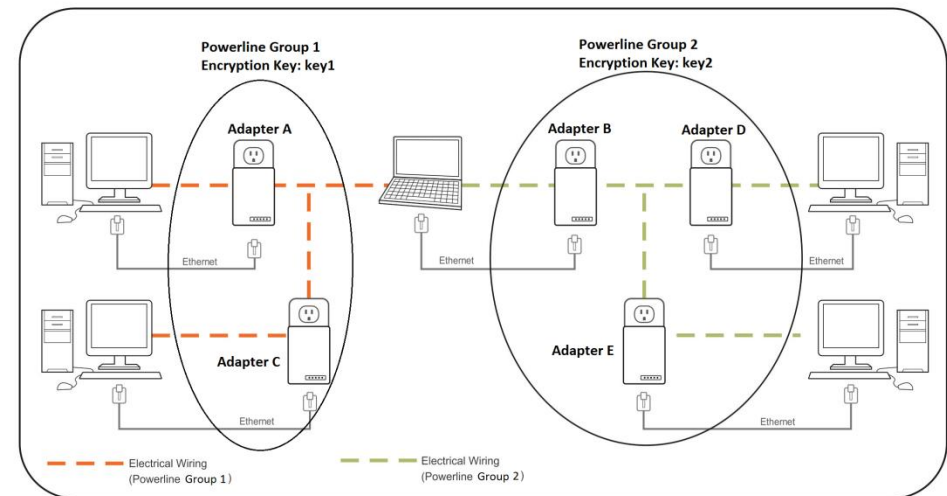 Powerline Group 1
Encryption Key: key1
Powerline Group 2
Encryption Key: key2
Adapter A
Adapter B
Adapter D
Ethernet
Ethernet
Ethernet
Adapter C
Adapter E
Ethernet
Ethernet
Electrical Wiring
(Powerline Group 1)
Electrical Wiring
(Powerline Group 2)